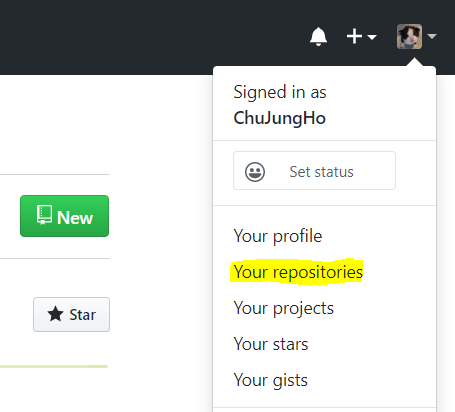 Signed in as
ChuJungHo
Set status
New
Your profile
Your repositories
Your projects
Star
Your stars
Your gists